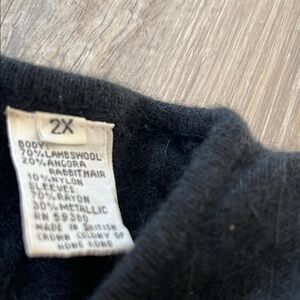 2X
BODY:
70% LAMBSWOOL
20% ANGORA
RABBITHAIR
10% NYLON
SLEEVES
70% RAYON
30% METALLIC
RN 59360
MADE IN BRITISH
CROWN COLONY OF
HONG KONG